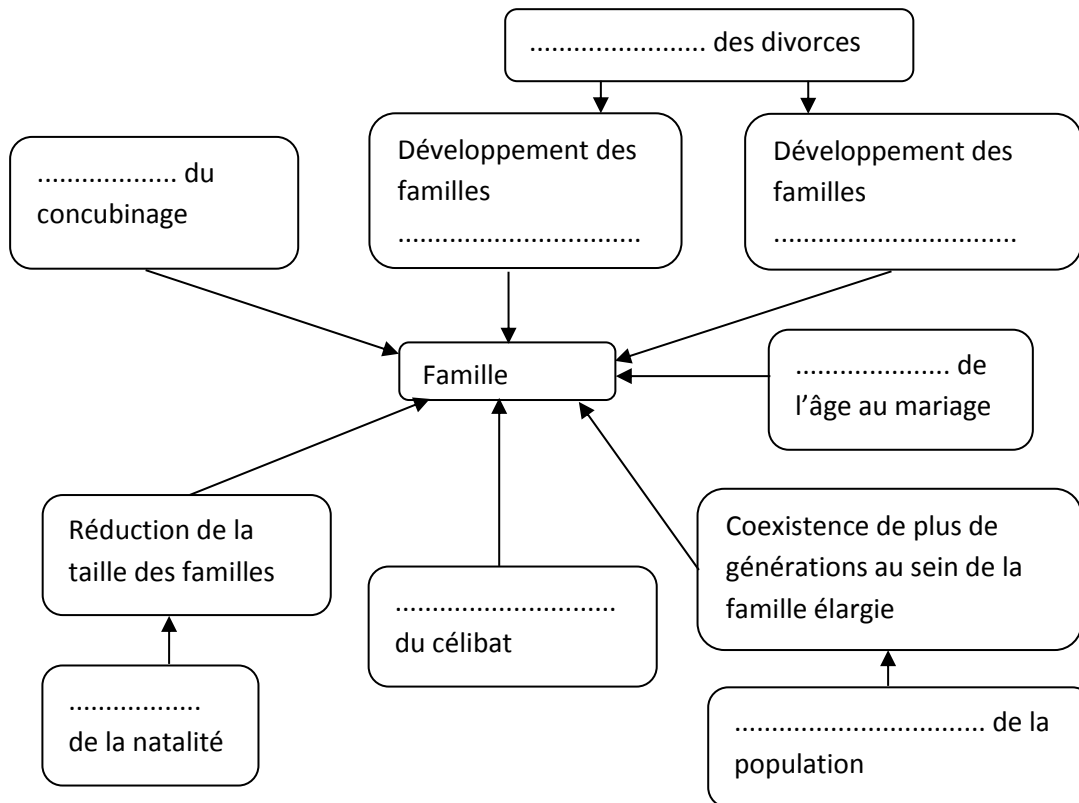 ........................ des divorces
Développement des
familles
..................................
Développement des
familles
..................................
.................... du
concubinage
Famille
...................... de
l’âge au mariage
Réduction de la
taille des familles
Coexistence de plus de
générations au sein de la
famille élargie
...............................
du célibat
...................
de la natalité
.................................... de la
population